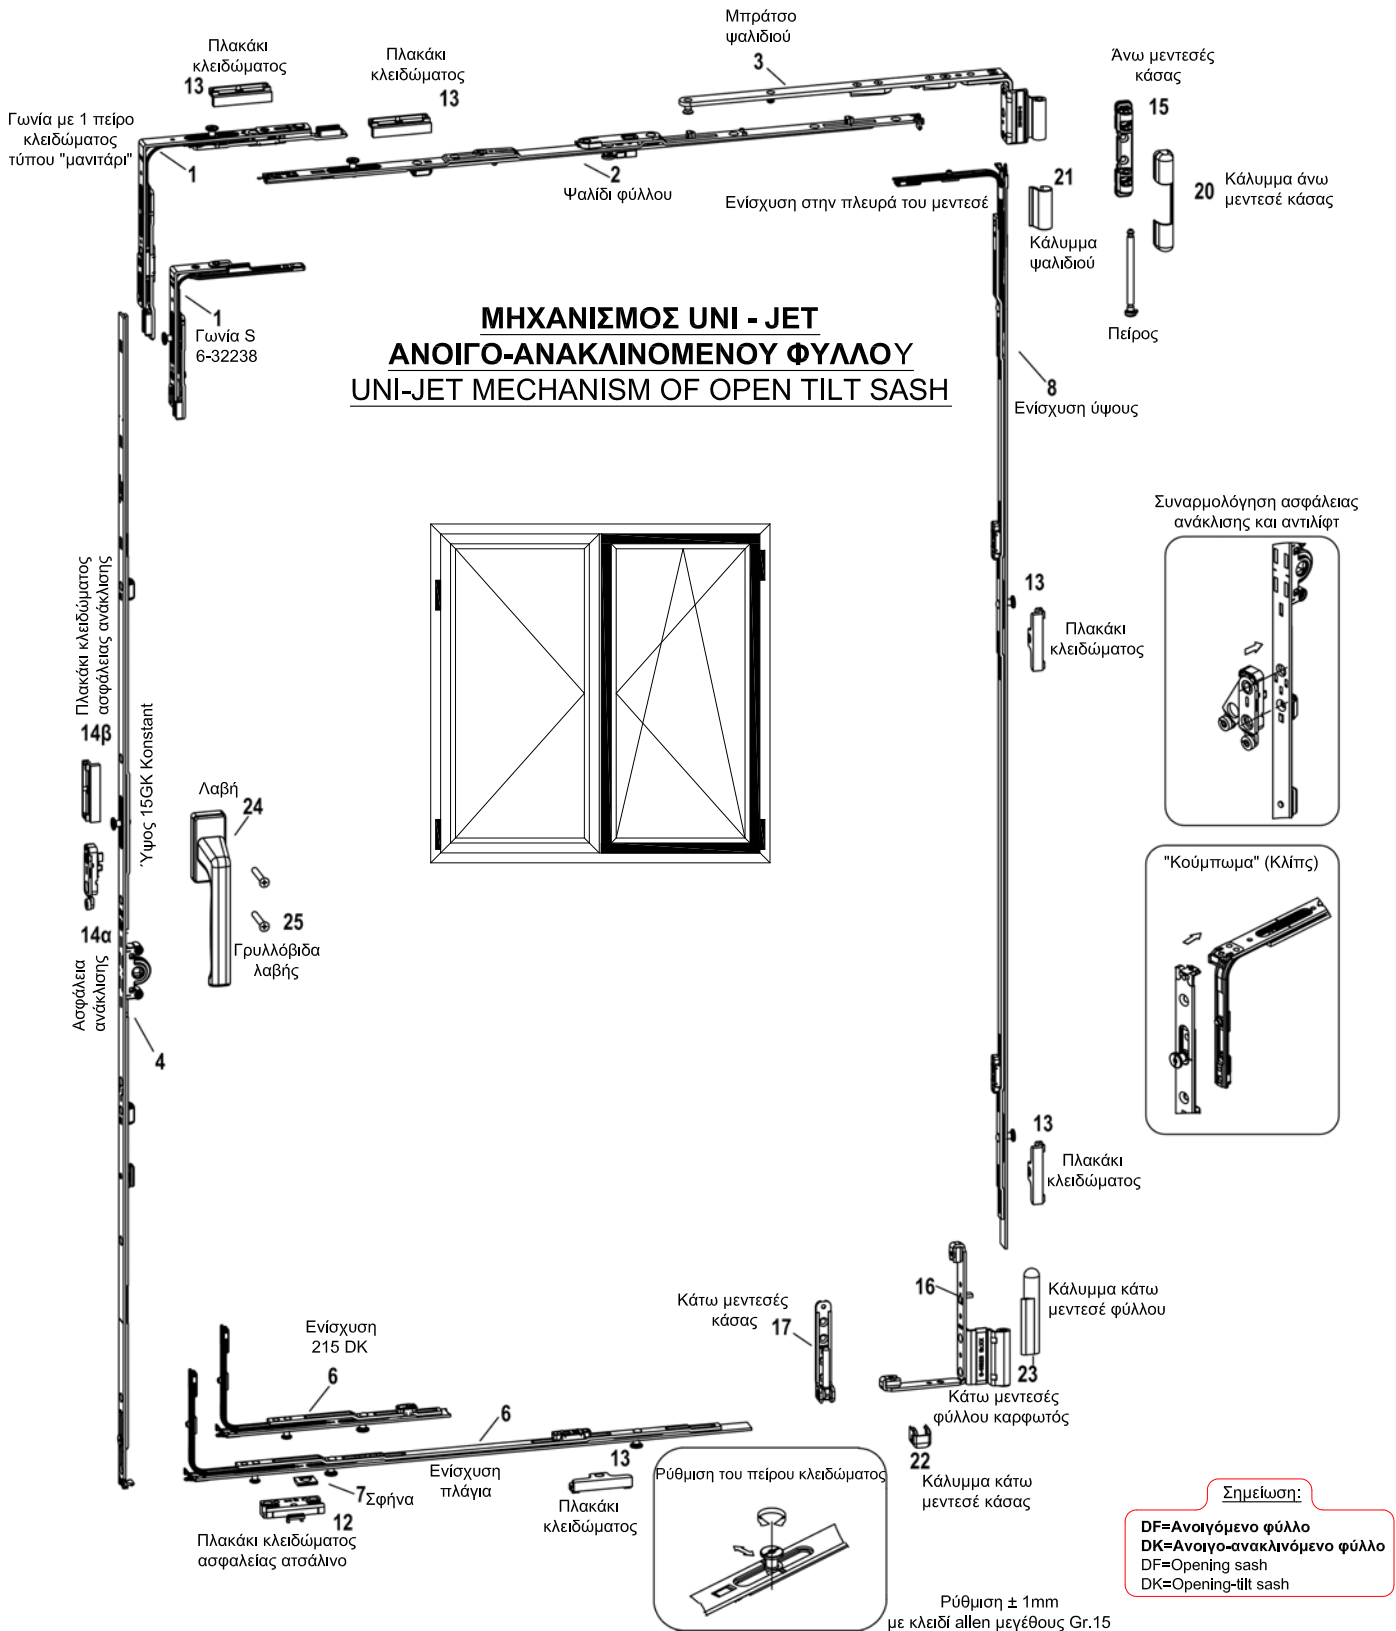 Μπράτσο
ψαλιδιού
3
Πλακάκι
κλειδώματος
13
Πλακάκι
κλειδώματος
13
Άνω μεντεσές
κάσας
15
Γωνία με 1 πείρο
κλειδώματος
τύπου "μανιτάρι"
1
2
Ψαλίδι φύλλου
Ενίσχυση στην πλευρά του μεντεσέ
21
Κάλυμμα
ψαλιδιού
20
Κάλυμμα άνω
μεντεσέ κάσας
Πείρος
1
Γωνία S
6-32238
ΜΗΧΑΝΙΣΜΟΣ UNI - JET
ΑΝΟΙΓΟ-ΑΝΑΚΛΙΝΟΜΕΝΟΥ ΦΥΛΛΟΥ
UNI-JET MECHANISM OF OPEN TILT SASH
8
Ενίσχυση ύψους
Συναρμολόγηση ασφάλειας
ανάκλισης και αντιλίφτ
13
Πλακάκι
κλειδώματος
Πλακάκι κλειδώματος
ασφάλειας ανάκλισης
14β
Ύψος 15GK Konstant
Λαβή
24
25
Γρυλλόβιδα
λαβής
14α
Ασφάλεια
ανάκλισης
4
"Κούμπωμα" (Κλίπς)
13
Πλακάκι
κλειδώματος
16
Κάλυμμα κάτω
μεντεσέ φύλλου
23
Κάτω μεντεσές
κάσας
17
Κάτω μεντεσές
φύλλου καρφωτός
Ενίσχυση
215 DK
6
6
Ενίσχυση
πλάγια
7
Σφήνα
12
Πλακάκι κλειδώματος
ασφαλείας ατσάλινο
13
Πλακάκι
κλειδώματος
Ρύθμιση του πείρου κλειδώματος
22
Κάλυμμα κάτω
μεντεσέ κάσας
Ρύθμιση ± 1mm
με κλειδί allen μεγέθους Gr.15
Σημείωση:
DF=Ανοιγόμενο φύλλο
DK=Ανοιγο-ανακλινόμενο φύλλο
DF=Opening sash
DK=Opening-tilt sash